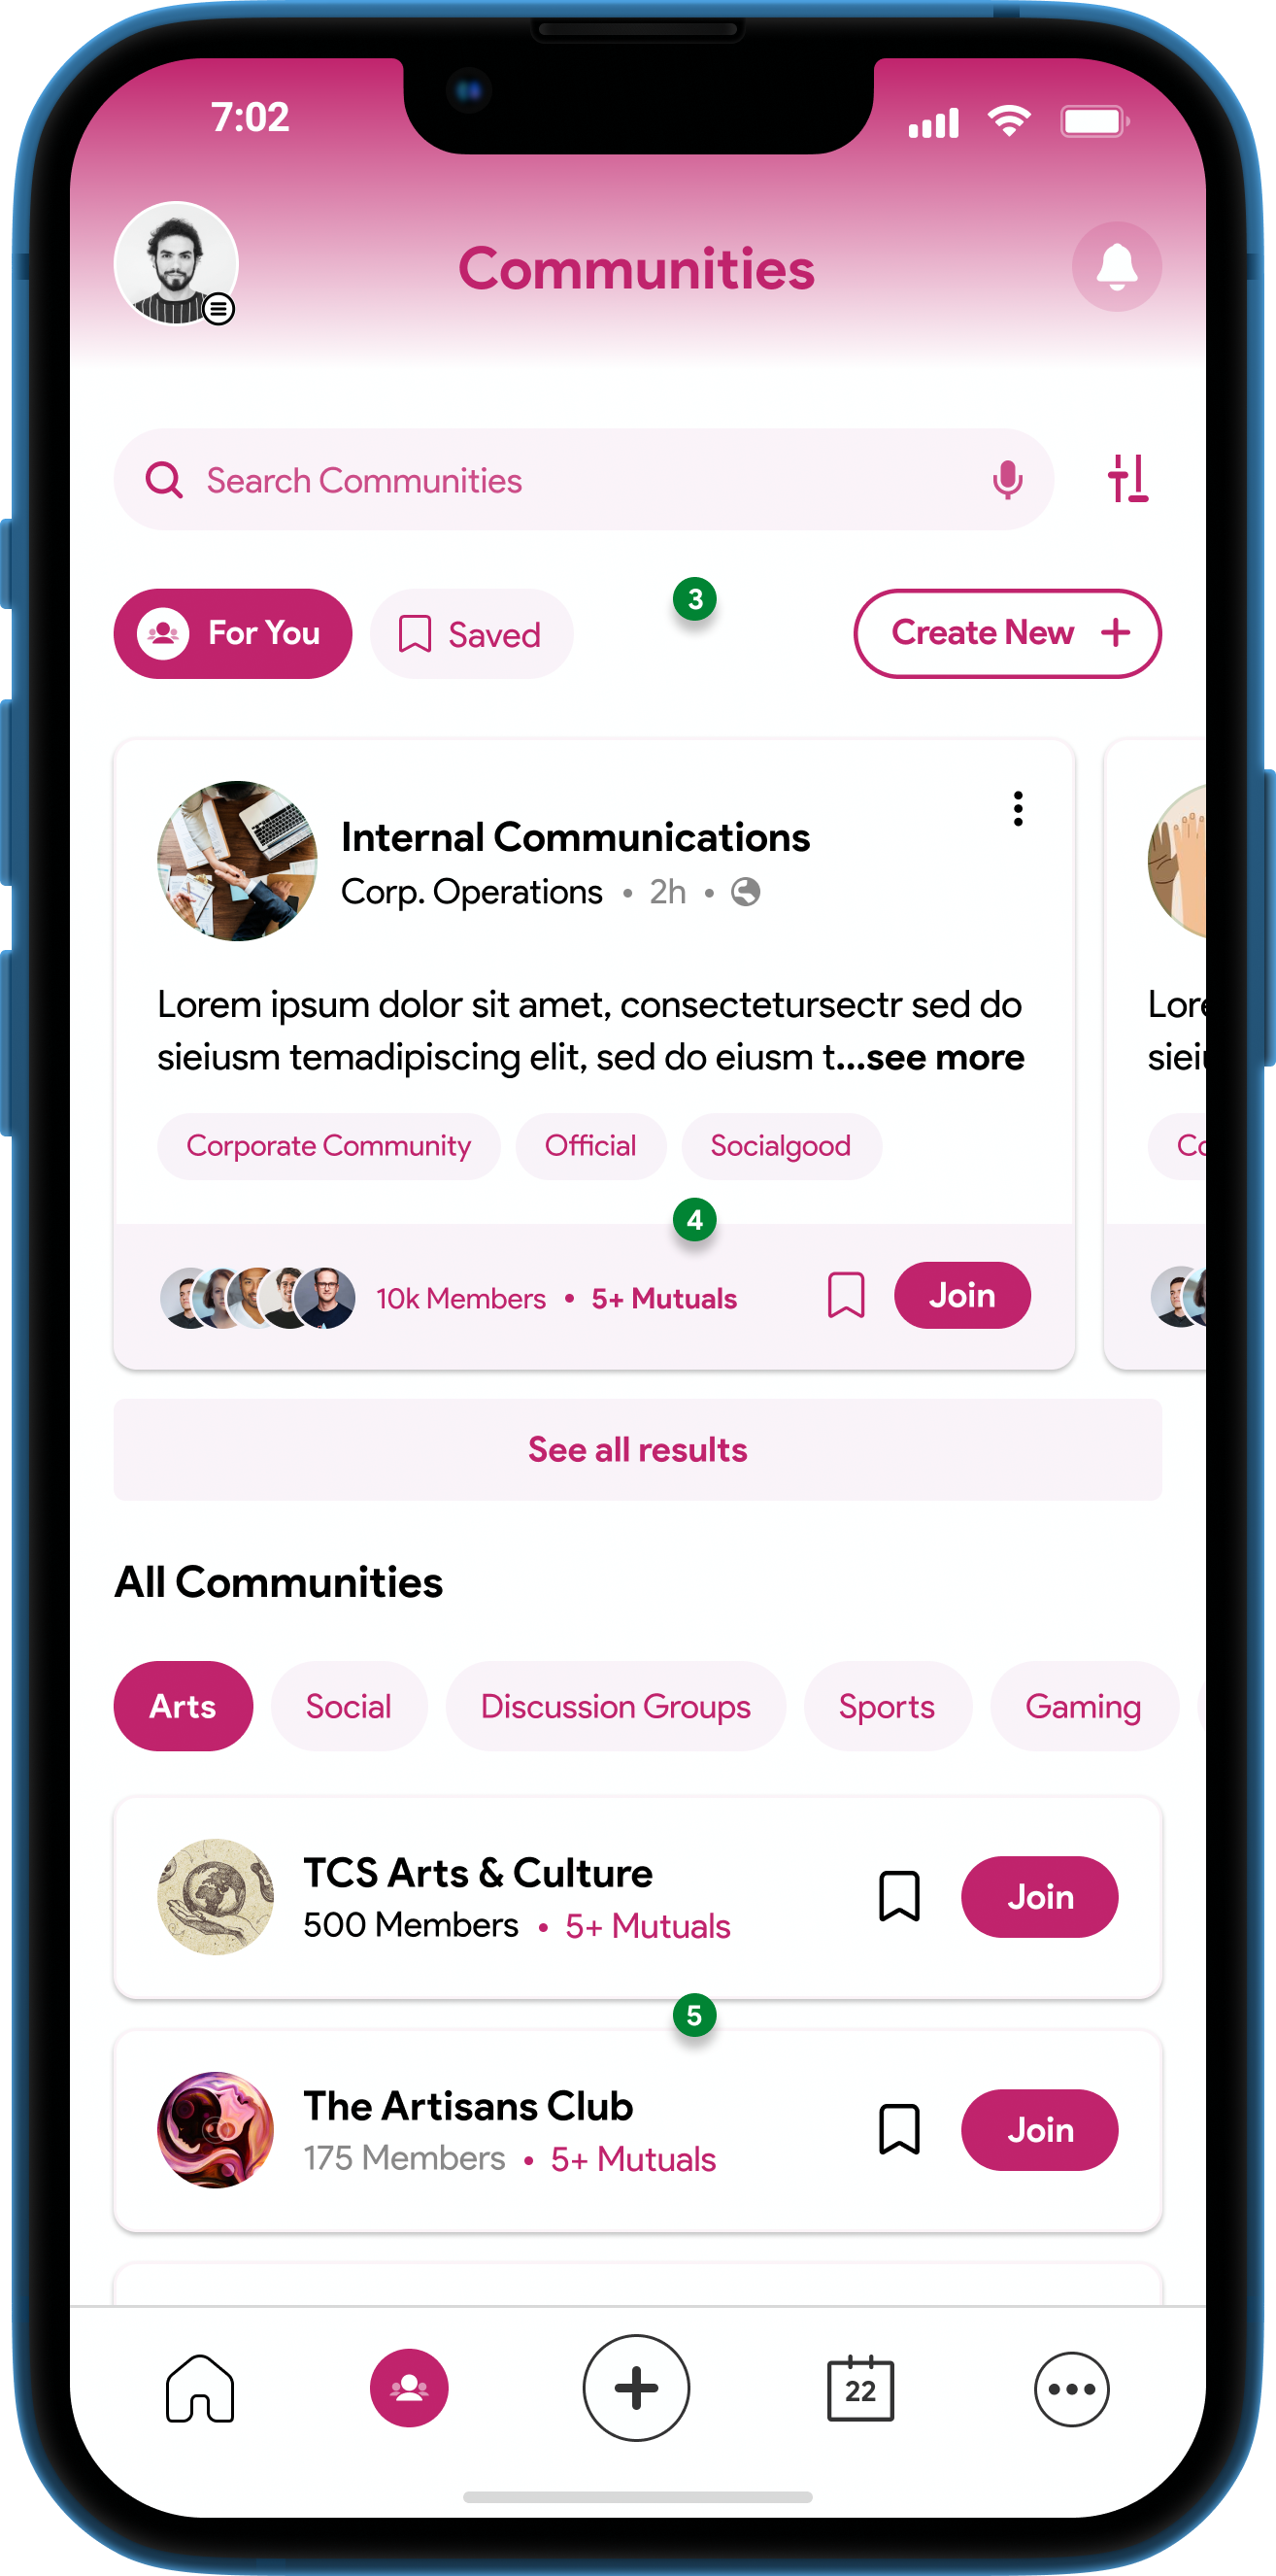 7:02
Communities
Search Communities
3
For You
Saved
Create New +
Internal Communications
Corp. Operations • 2h •
Lorem ipsum dolor sit amet, consectetursectr sed do
sieiusm temadipiscing elit, sed do eiusm t...see more
Lore
sieiu
Corporate Community
Official
Socialgood
Co
4
10k Members • 5+ Mutuals
Join
See all results
All Communities
Arts
Social
Discussion Groups
Sports
Gaming
TCS Arts & Culture
500 Members • 5+ Mutuals
Join
5
The Artisans Club
175 Members • 5+ Mutuals
Join
22